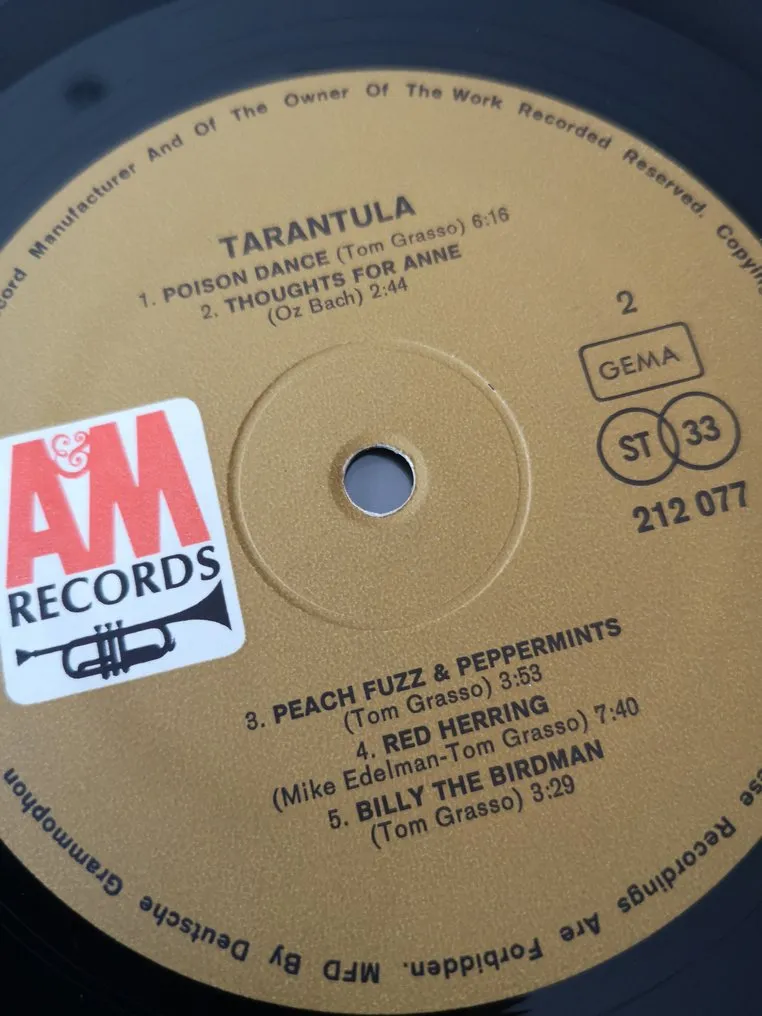 cord Manufacturer And Of The Owner Of The Work Recorded Reserved. Copyin
TARANTULA
1. POISON DANCE (Tom Grasso) 6:16
2. THOUGHTS FOR ANNE
(Oz Bach) 2:44
2
GEMA
ST 33
212 077
A&M
RECORDS
3. PEACH FUZZ & PEPPERMINTS
(Tom Grasso) 3:53
4. RED HERRING
(Mike Edelman-Tom Grasso) 7:40
5. BILLY THE BIRDMAN
(Tom Grasso) 3:29
ese Recordings Are Forbidden. MFD By Deutsche Grammophon